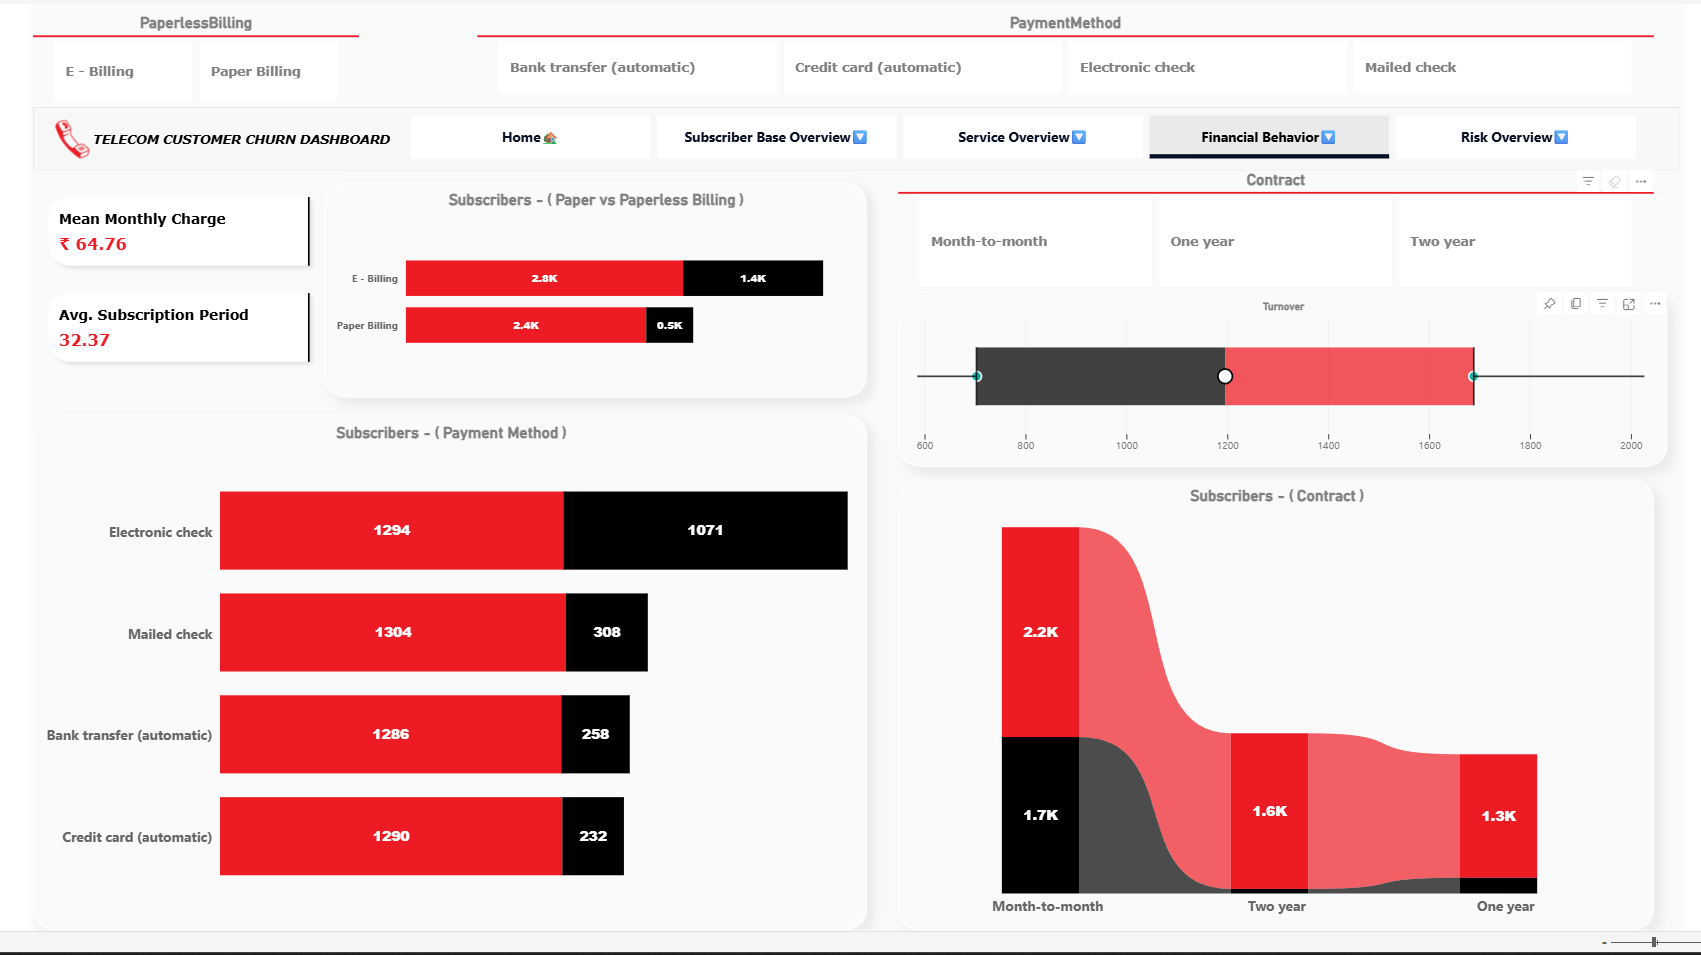 PaperlessBilling
PaymentMethod
E - Billing
Paper Billing
Bank transfer (automatic)
Credit card (automatic)
Electronic check
Mailed check
TELECOM CUSTOMER CHURN DASHBOARD
Home
Subscriber Base Overview
Service Overview
Financial Behavior
Risk Overview
Mean Monthly Charge
₹ 64.76
Avg. Subscription Period
32.37
Subscribers - ( Paper vs Paperless Billing )
E - Billing
2.8K
1.4K
Paper Billing
2.4K
0.5K
Contract
Month-to-month
One year
Two year
Turnover
600
800
1000
1200
1400
1600
1800
2000
Subscribers - ( Payment Method )
Electronic check
1294
1071
Mailed check
1304
308
Bank transfer (automatic)
1286
258
Credit card (automatic)
1290
232
Subscribers - ( Contract )
2.2K
1.7K
1.6K
1.3K
Month-to-month
Two year
One year